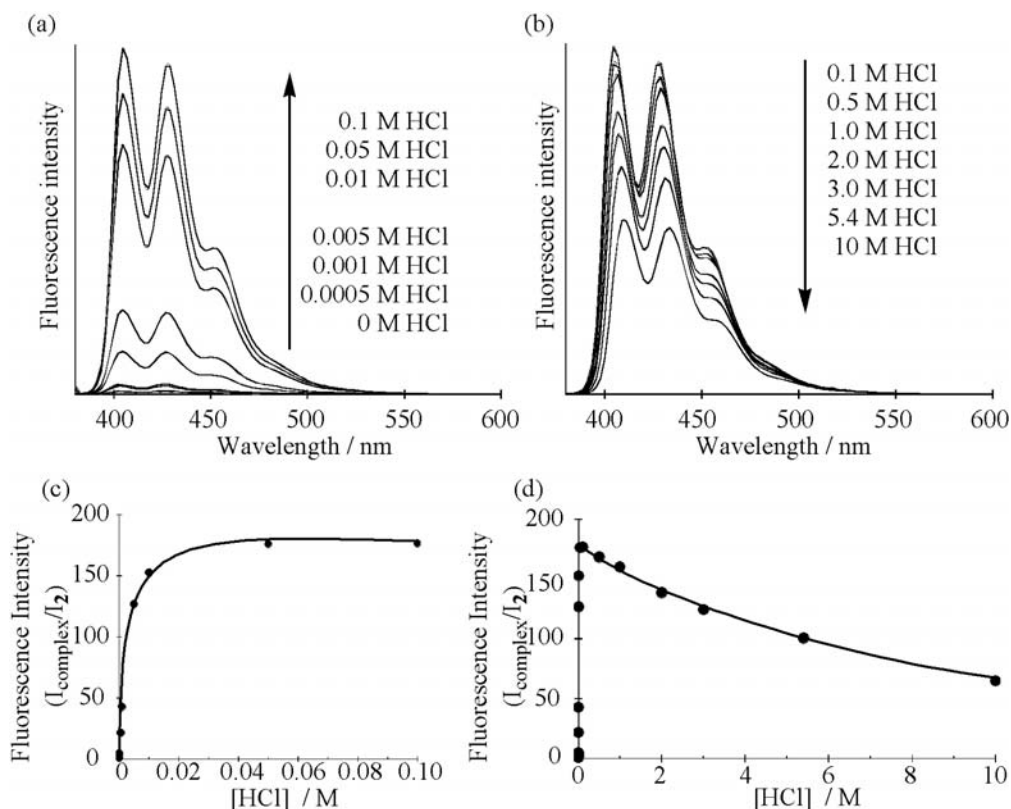 (a)
Fluorescence intensity
0.1 M HCl
0.05 M HCl
0.01 M HCl
0.005 M HCl
0.001 M HCl
0.0005 M HCl
0 M HCl
400 450 500 550 600
Wavelength / nm
(b)
Fluorescence intensity
0.1 M HCl
0.5 M HCl
1.0 M HCl
2.0 M HCl
3.0 M HCl
5.4 M HCl
10 M HCl
400 450 500 550 600
Wavelength / nm
(c)
Fluorescence Intensity
(I_complex/I_2)
200
150
100
50
0
0 0.02 0.04 0.06 0.08 0.10
[HCl] / M
(d)
Fluorescence Intensity
(I_complex/I_2)
200
150
100
50
0
0 2 4 6 8 10
[HCl] / M